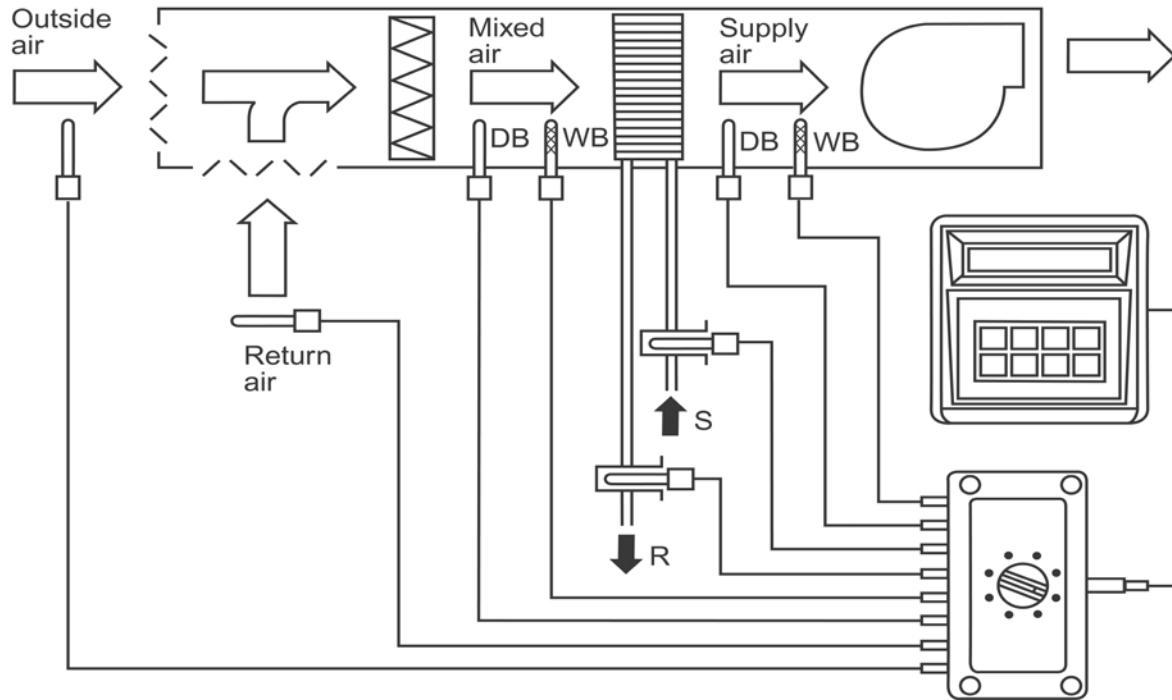 Outside
air
Mixed
air
Supply
air
DB
WB
DB
WB
Return
air
S
R